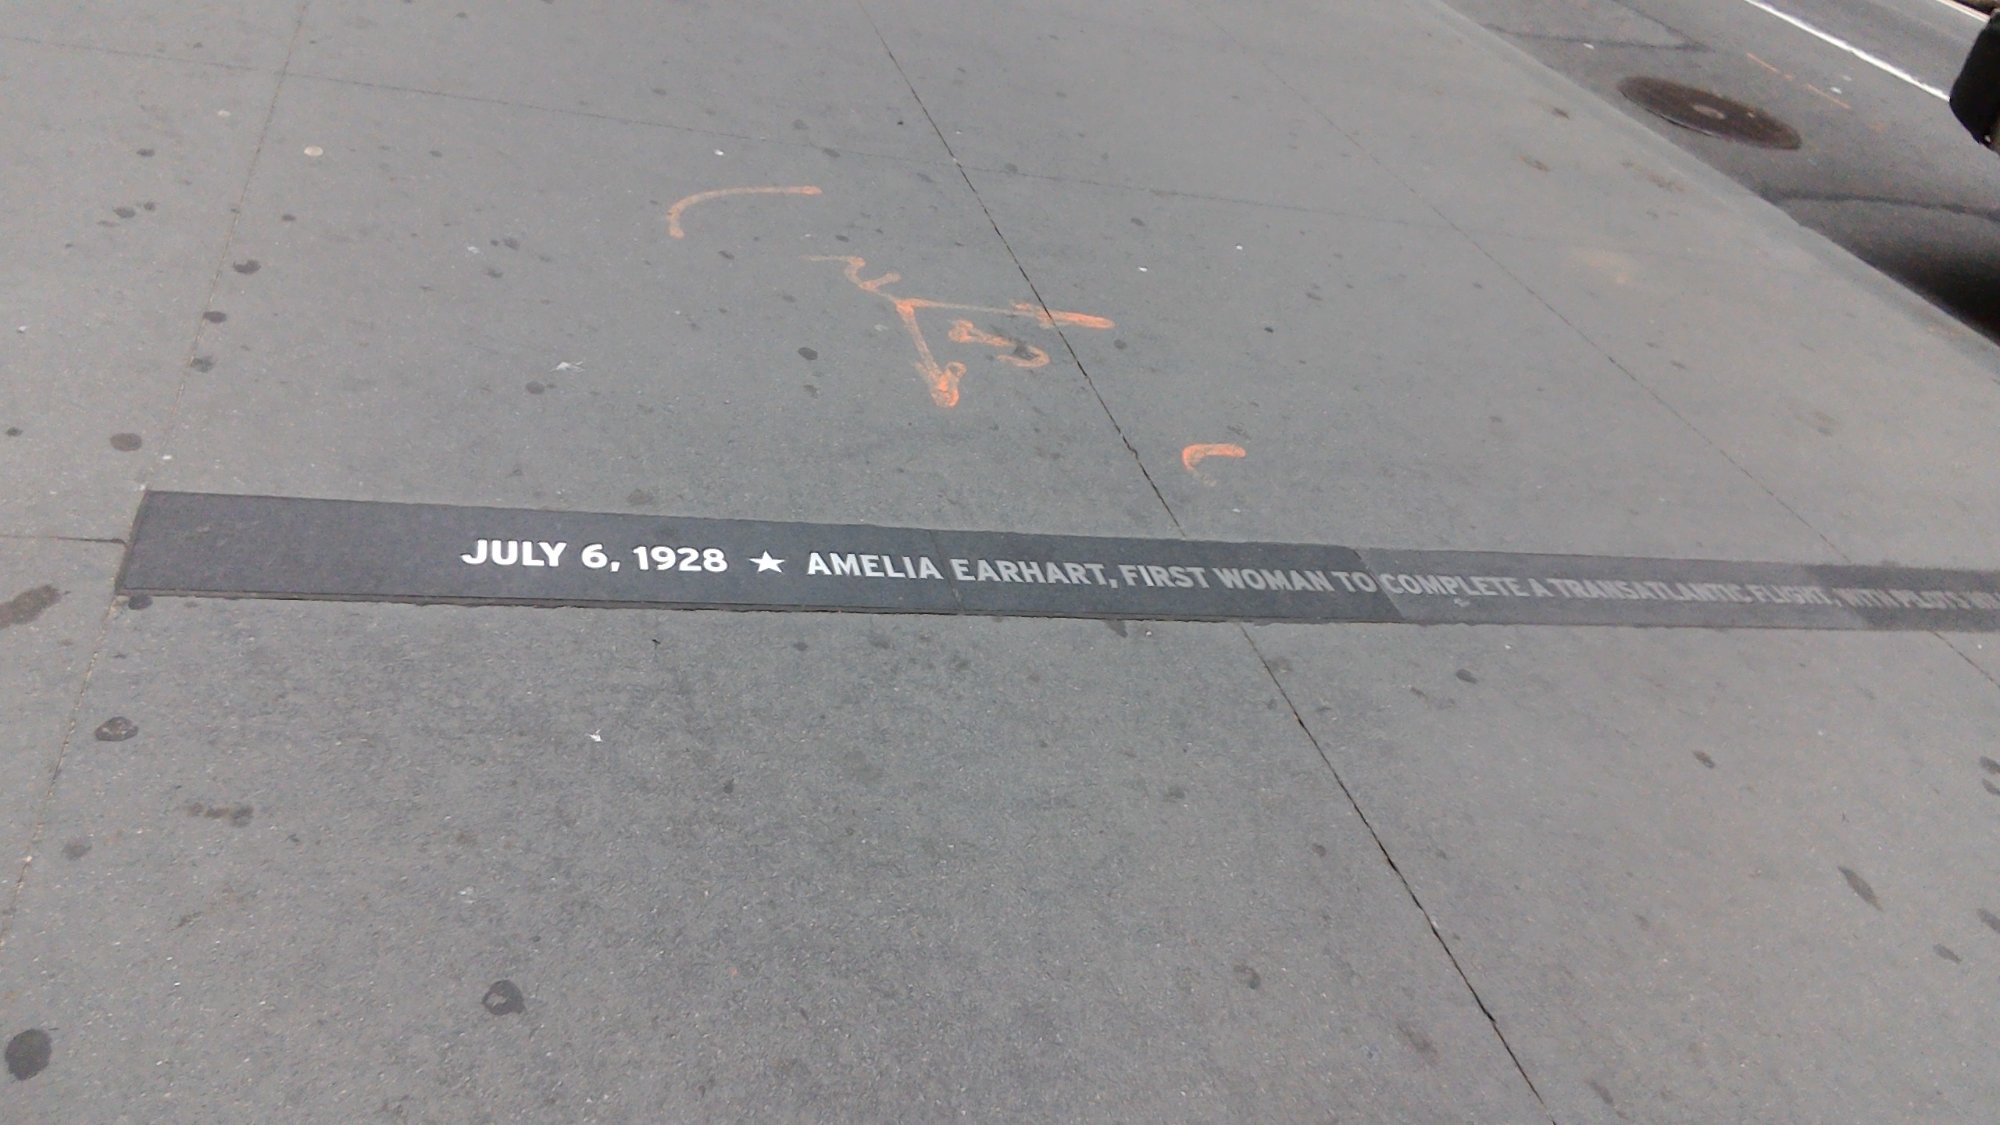 JULY 6, 1928 ★ AMELIA EARHART, FIRST WOMAN TO COMPLETE A TRANSATLANTIC FLIGHT, WITH PILOTS